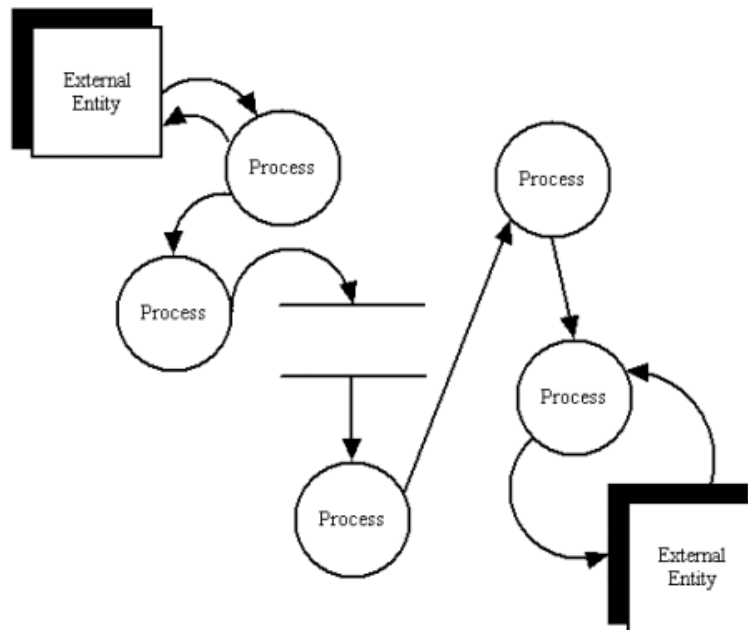 External
Entity
Process
Process
Process
Process
Process
External
Entity